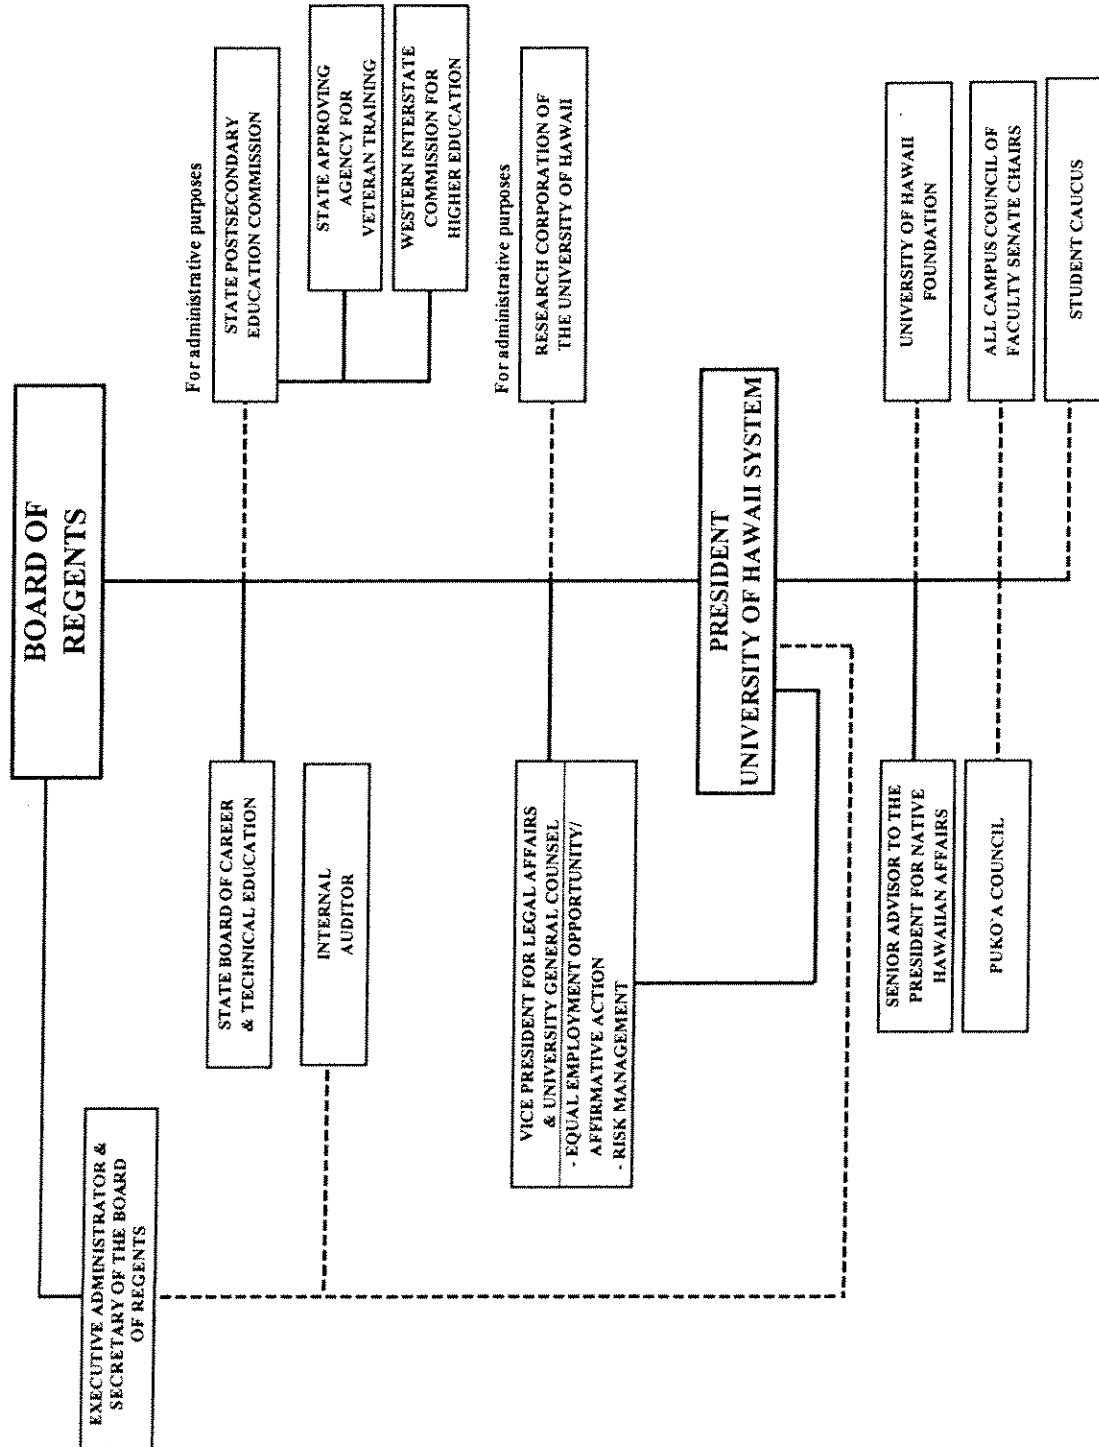 BOARD OF
REGENTS
EXECUTIVE ADMINISTRATOR &
SECRETARY OF THE BOARD
OF REGENTS
For administrative purposes
STATE POSTSECONDARY
EDUCATION COMMISSION
STATE APPROVING
AGENCY FOR
VETERAN TRAINING
WESTERN INTERSTATE
COMMISSION FOR
HIGHER EDUCATION
STATE BOARD OF CAREER
& TECHNICAL EDUCATION
INTERNAL
AUDITOR
For administrative purposes
RESEARCH CORPORATION OF
THE UNIVERSITY OF HAWAII
VICE PRESIDENT FOR LEGAL AFFAIRS
& UNIVERSITY GENERAL COUNSEL
- EQUAL EMPLOYMENT OPPORTUNITY/
AFFIRMATIVE ACTION
- RISK MANAGEMENT
PRESIDENT
UNIVERSITY OF HAWAII SYSTEM
SENIOR ADVISOR TO THE
PRESIDENT FOR NATIVE
HAWAIIAN AFFAIRS
UNIVERSITY OF HAWAII
FOUNDATION
PUKO`A COUNCIL
ALL CAMPUS COUNCIL OF
FACULTY SENATE CHAIRS
STUDENT CAUCUS